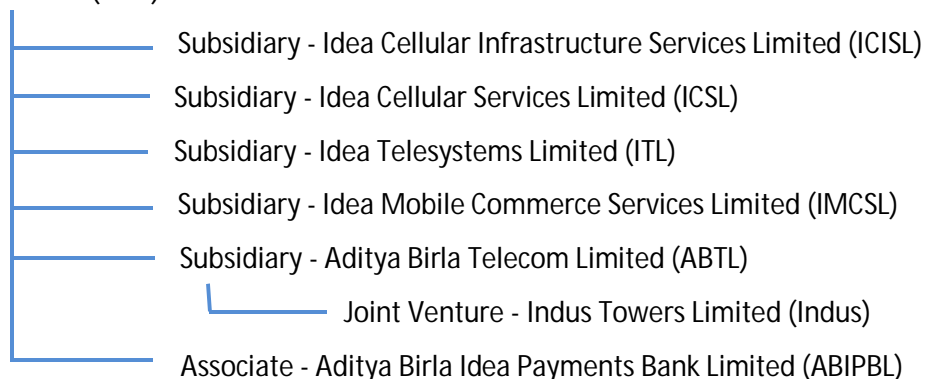 Subsidiary - Idea Cellular Infrastructure Services Limited (ICISL)
Subsidiary - Idea Cellular Services Limited (ICSL)
Subsidiary - Idea Telesystems Limited (ITL)
Subsidiary - Idea Mobile Commerce Services Limited (IMCSL)
Subsidiary - Aditya Birla Telecom Limited (ABTL)
Joint Venture - Indus Towers Limited (Indus)
Associate - Aditya Birla Idea Payments Bank Limited (ABIPBL)